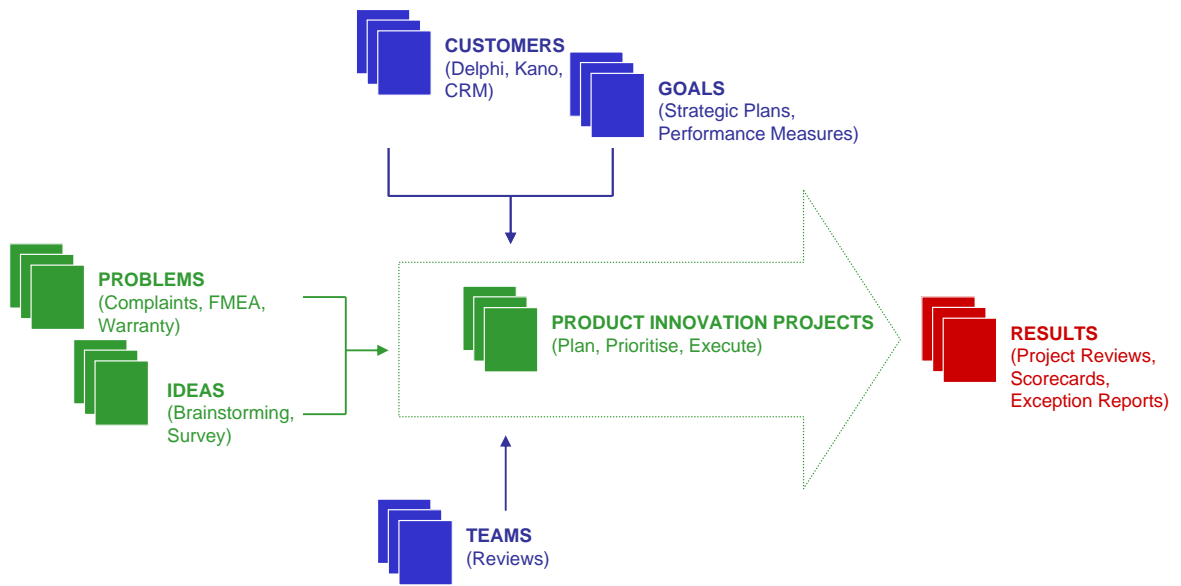 CUSTOMERS
(Delphi, Kano,
CRM)
GOALS
(Strategic Plans,
Performance Measures)
PROBLEMS
(Complaints, FMEA,
Warranty)
IDEAS
(Brainstorming,
Survey)
PRODUCT INNOVATION PROJECTS
(Plan, Prioritise, Execute)
RESULTS
(Project Reviews,
Scorecards,
Exception Reports)
TEAMS
(Reviews)